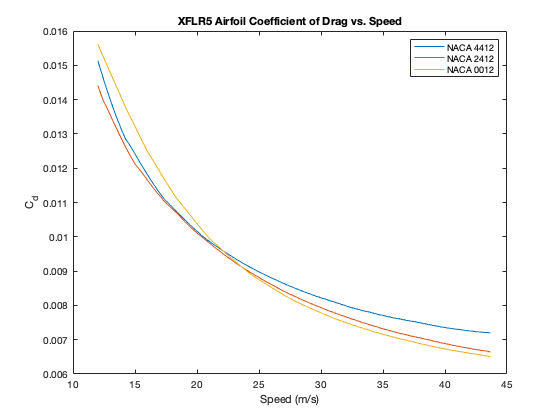 XFLR5 Airfoil Coefficient of Drag vs. Speed
0.016
0.015
0.014
0.013
0.012
0.011
0.01
0.009
0.008
0.007
0.006
C_d
NACA 4412
NACA 2412
NACA 0012
10 15 20 25 30 35 40 45
Speed (m/s)